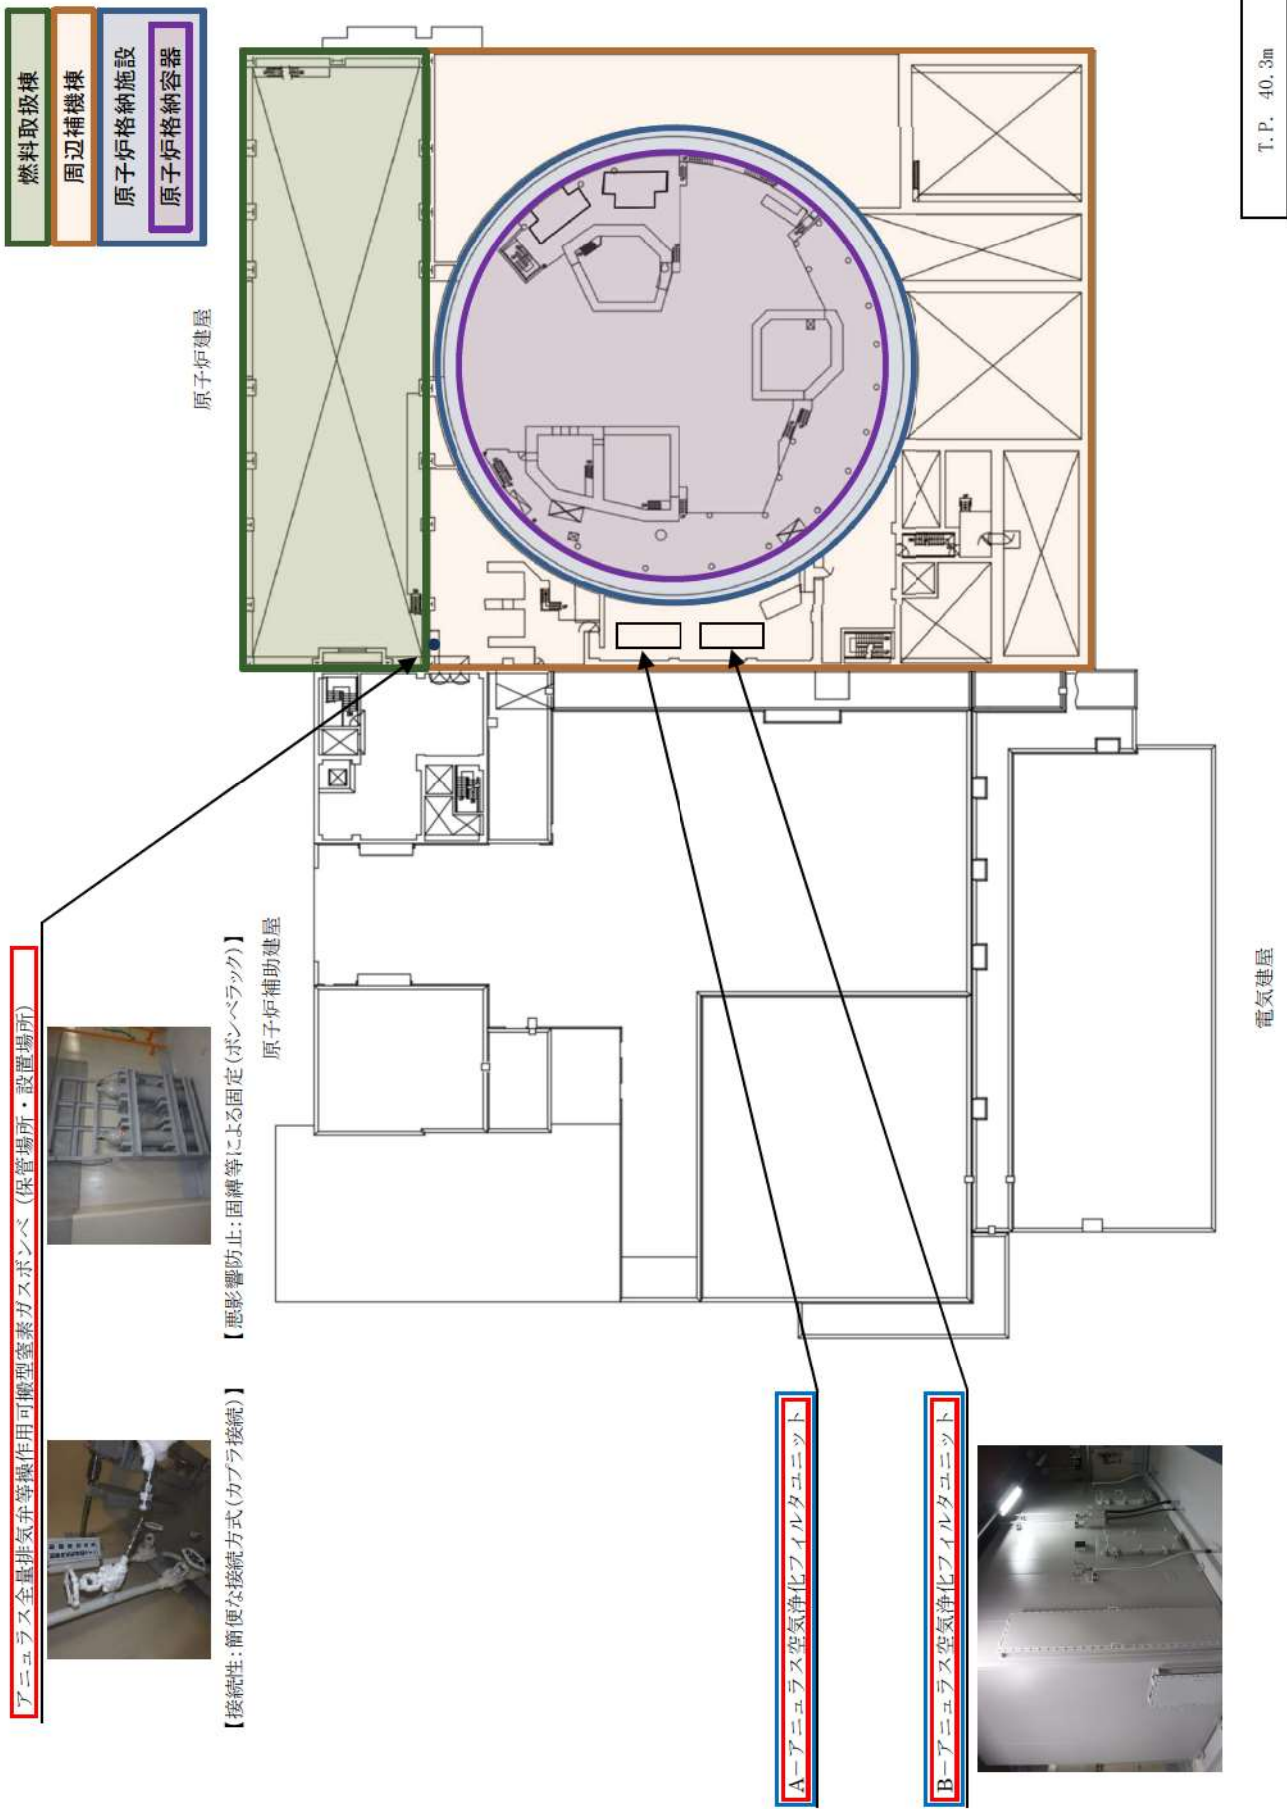 アニュラス全量排気弁等操作用可搬型窒素ガスボンベ（保管場所・設置場所）
【接続性：簡便な接続方式（カプラ接続）】
【悪影響防止：固縛等による固定（ボンベラック）】
燃料取扱棟
周辺補機棟
原子炉格納施設
原子炉格納容器
原子炉建屋
原子炉補助建屋
A－アニュラス空気浄化フィルタユニット
B－アニュラス空気浄化フィルタユニット
電気建屋
T.P. 40.3m